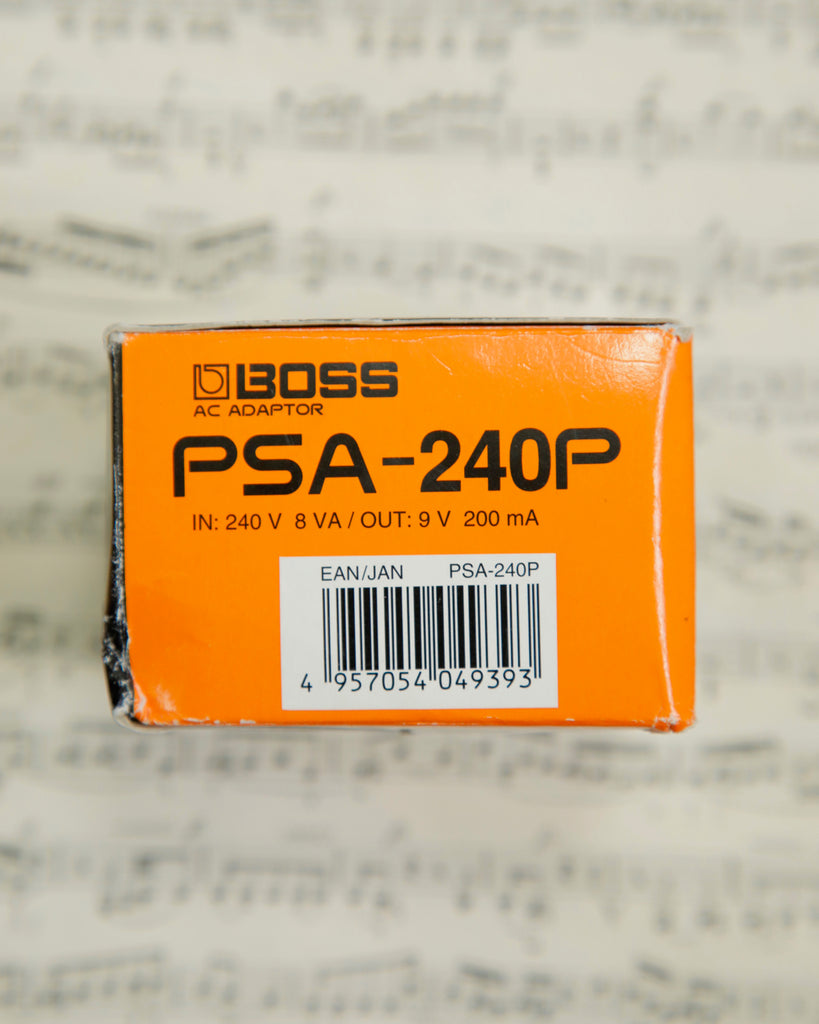 BOSS
AC ADAPTOR
PSA-240P
IN: 240 V 8 VA / OUT: 9 V 200 mA
EAN/JAN PSA-240P
4 957054 049393